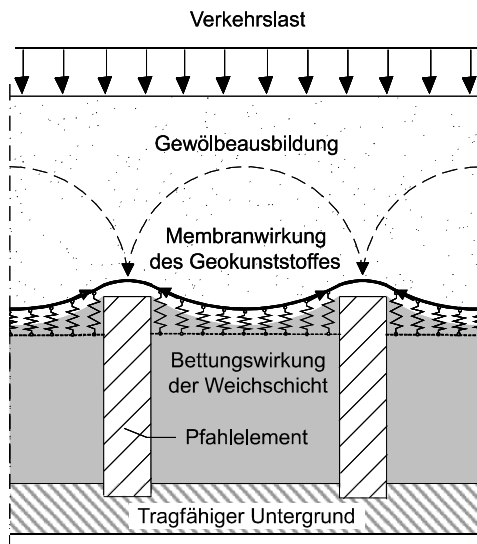 Verkehrslast
Gewölbeausbildung
Membranwirkung
des Geokunststoffes
Bettungswirkung
der Weichschicht
Pfahlelement
Tragfähiger Untergrund